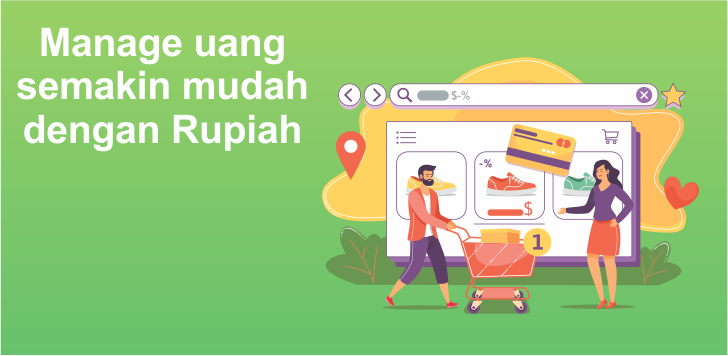 Manage uang
semakin mudah
dengan Rupiah
$-%
-%
$
1